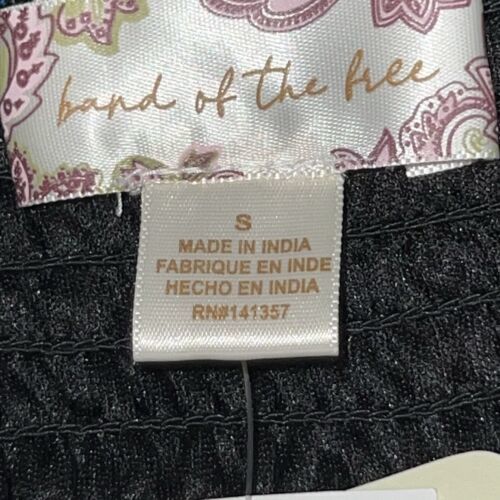 band of the free
S
MADE IN INDIA
FABRIQUE EN INDE
HECHO EN INDIA
RN#141357